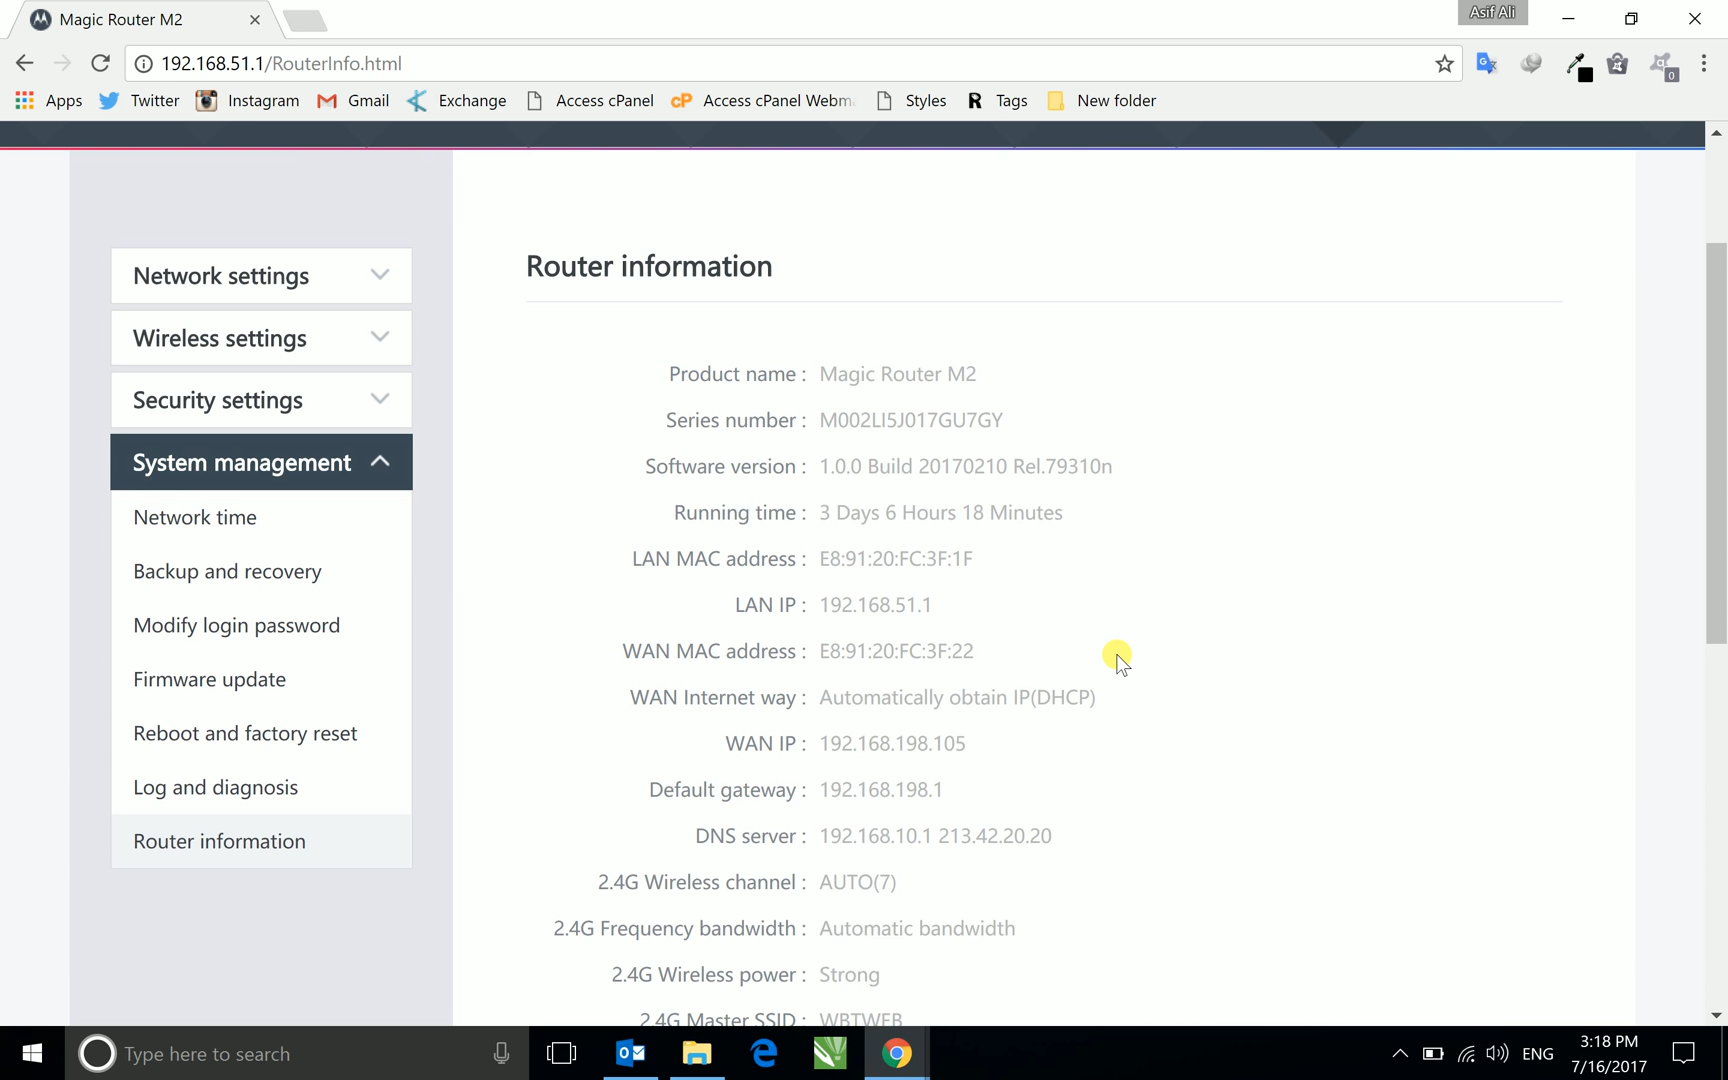 Magic Router M2
Asif Ali
192.168.51.1/RouterInfo.html
Apps Twitter Instagram Gmail Exchange Access cPanel cP Access cPanel Webm Styles R Tags New folder
0
Network settings
Wireless settings
Security settings
System management
Network time
Backup and recovery
Modify login password
Firmware update
Reboot and factory reset
Log and diagnosis
Router information
Router information
Product name : Magic Router M2
Series number : M002LI5J017GU7GY
Software version : 1.0.0 Build 20170210 Rel.79310n
Running time : 3 Days 6 Hours 18 Minutes
LAN MAC address : E8:91:20:FC:3F:1F
LAN IP : 192.168.51.1
WAN MAC address : E8:91:20:FC:3F:22
WAN Internet way : Automatically obtain IP(DHCP)
WAN IP : 192.168.198.105
Default gateway : 192.168.198.1
DNS server : 192.168.10.1 213.42.20.20
2.4G Wireless channel : AUTO(7)
2.4G Frequency bandwidth : Automatic bandwidth
2.4G Wireless power : Strong
2.4G Master SSID : WBTWEB
Type here to search
ENG
3:18 PM
7/16/2017